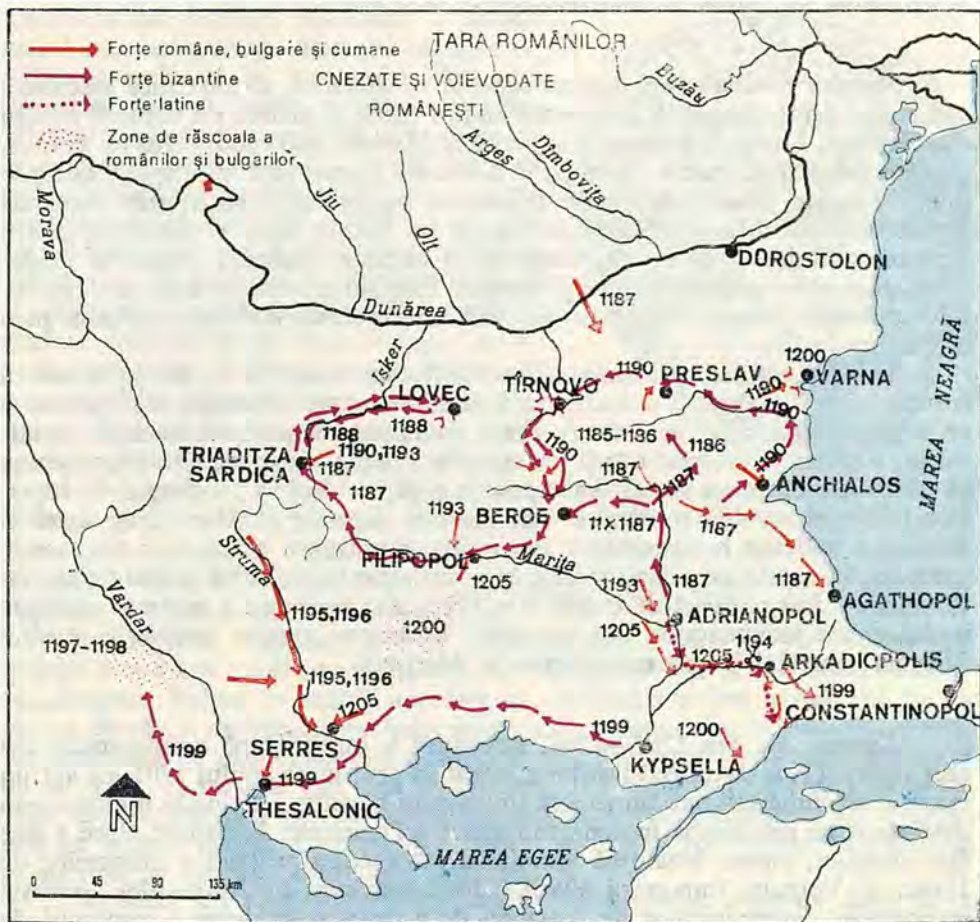 Forțe române, bulgare și cumane
Forțe bizantine
Forțe latine
Zone de răscoala a
românilor și bulgarilor
ȚARA ROMÂNILOR
CNEZATE ȘI VOIEVODATE
ROMÂNEȘTI
Buzău
Argeș
Dîmbovița
Morava
Jiu
Olt
Dunărea
DUROSTOLON
1187
Isker
LOVEC
TÎRNOVO
1190
PRESLAV
1200
VARNA
1190
1190
MAREA NEAGRĂ
1188
1188
1185-1186
1186
1190
1190
TRIADITZA
SARDICA
1190,1193
1187
1187
1187
1187
ANCHIALOS
BEROE
11X1187
1187
1193
FILIPOPOL
Marița
1205
Struma
1193
1187
1187
AGATHOPOL
1200
1205
ADRIANOPOL
1194
1205
ARKADIOPOLIS
1195,1196
Vardar
1197-1198
1195,1196
1205
SERRES
1199
1199
CONSTANTINOPOL
1200
KYPSELLA
1199
1199
THESALONIC
N
MAREA EGEE
0 45 90 135 km